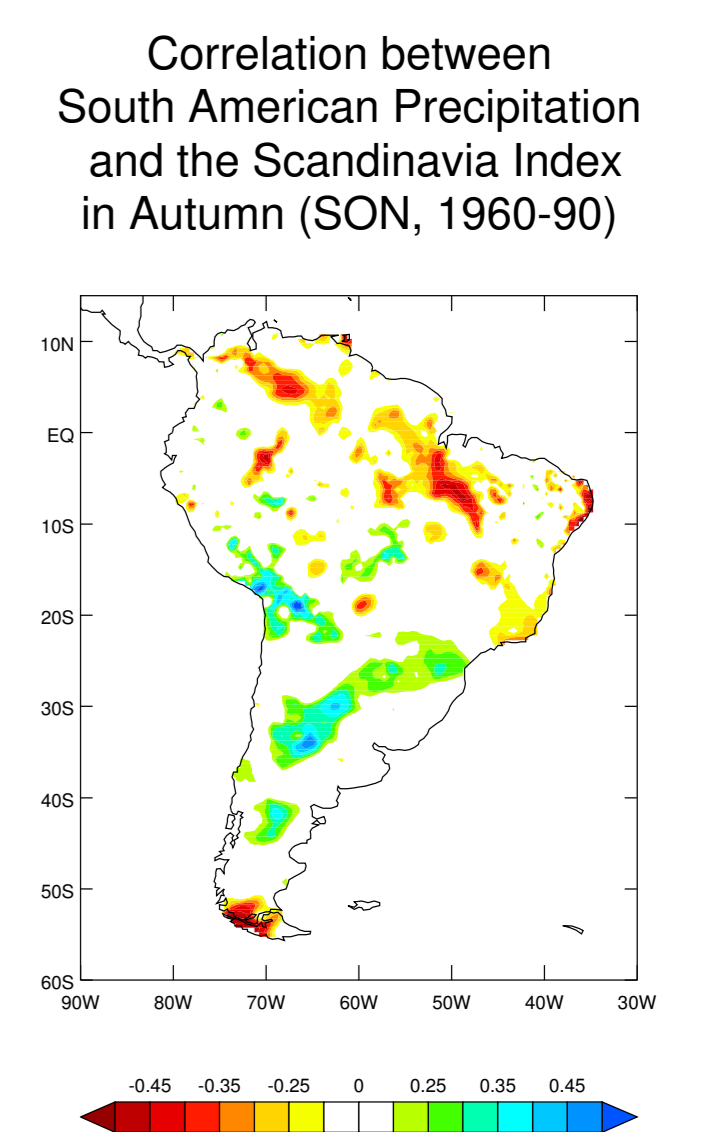 Correlation between
South American Precipitation
and the Scandinavia Index
in Autumn (SON, 1960-90)
10N
EQ
10S
20S
30S
40S
50S
60S
90W 80W 70W 60W 50W 40W 30W
-0.45 -0.35 -0.25 0 0.25 0.35 0.45